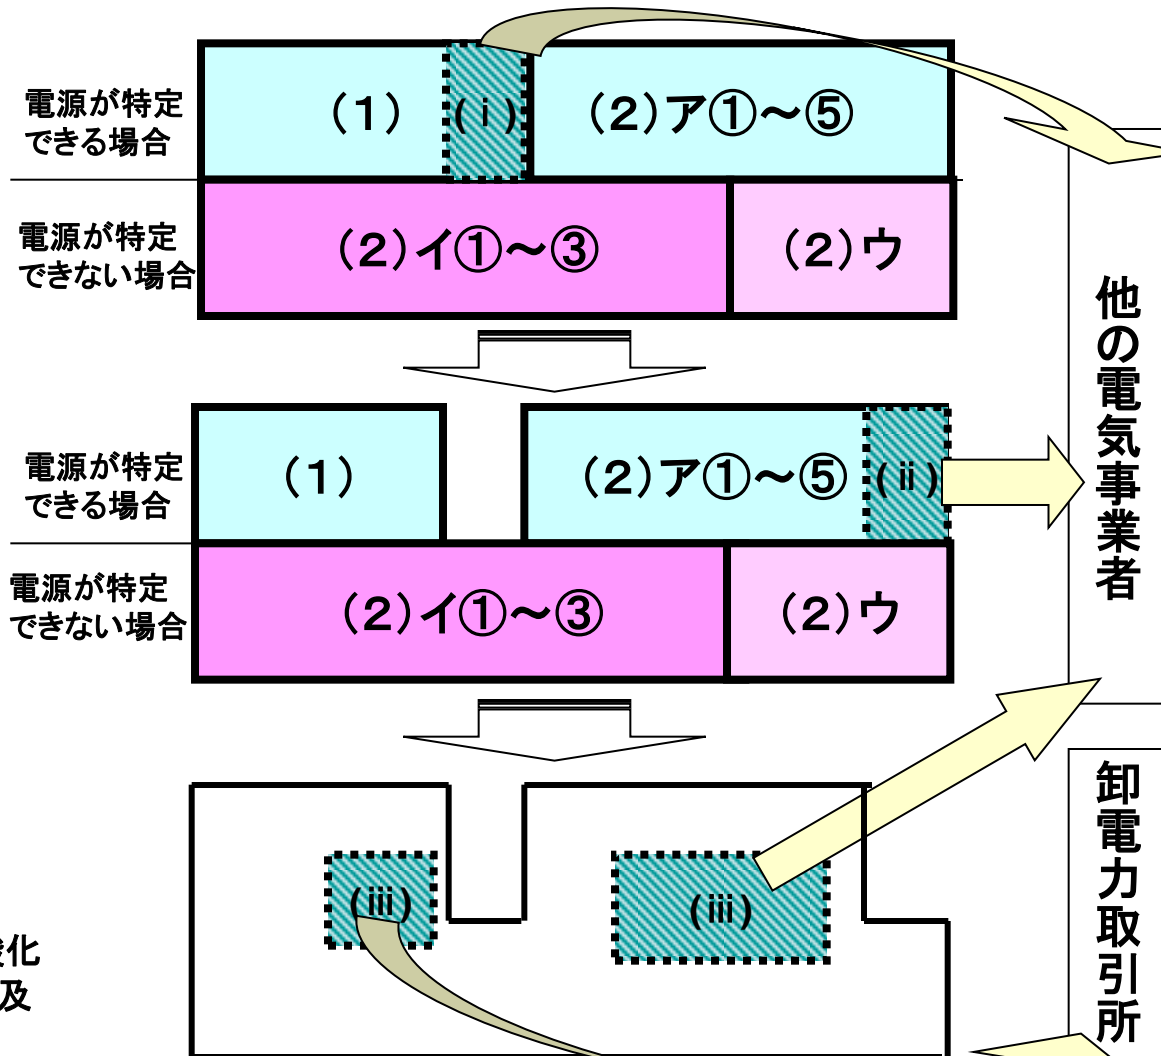 電源が特定
できる場合
(1)
(ⅰ)
(2)ア①～⑤
電源が特定
できない場合
(2)イ①～③
(2)ウ
電源が特定
できる場合
(1)
(2)ア①～⑤
(ⅱ)
電源が特定
できない場合
(2)イ①～③
(2)ウ
他の電気事業者
(ⅲ)
(ⅲ)
卸電力取引所
化
及